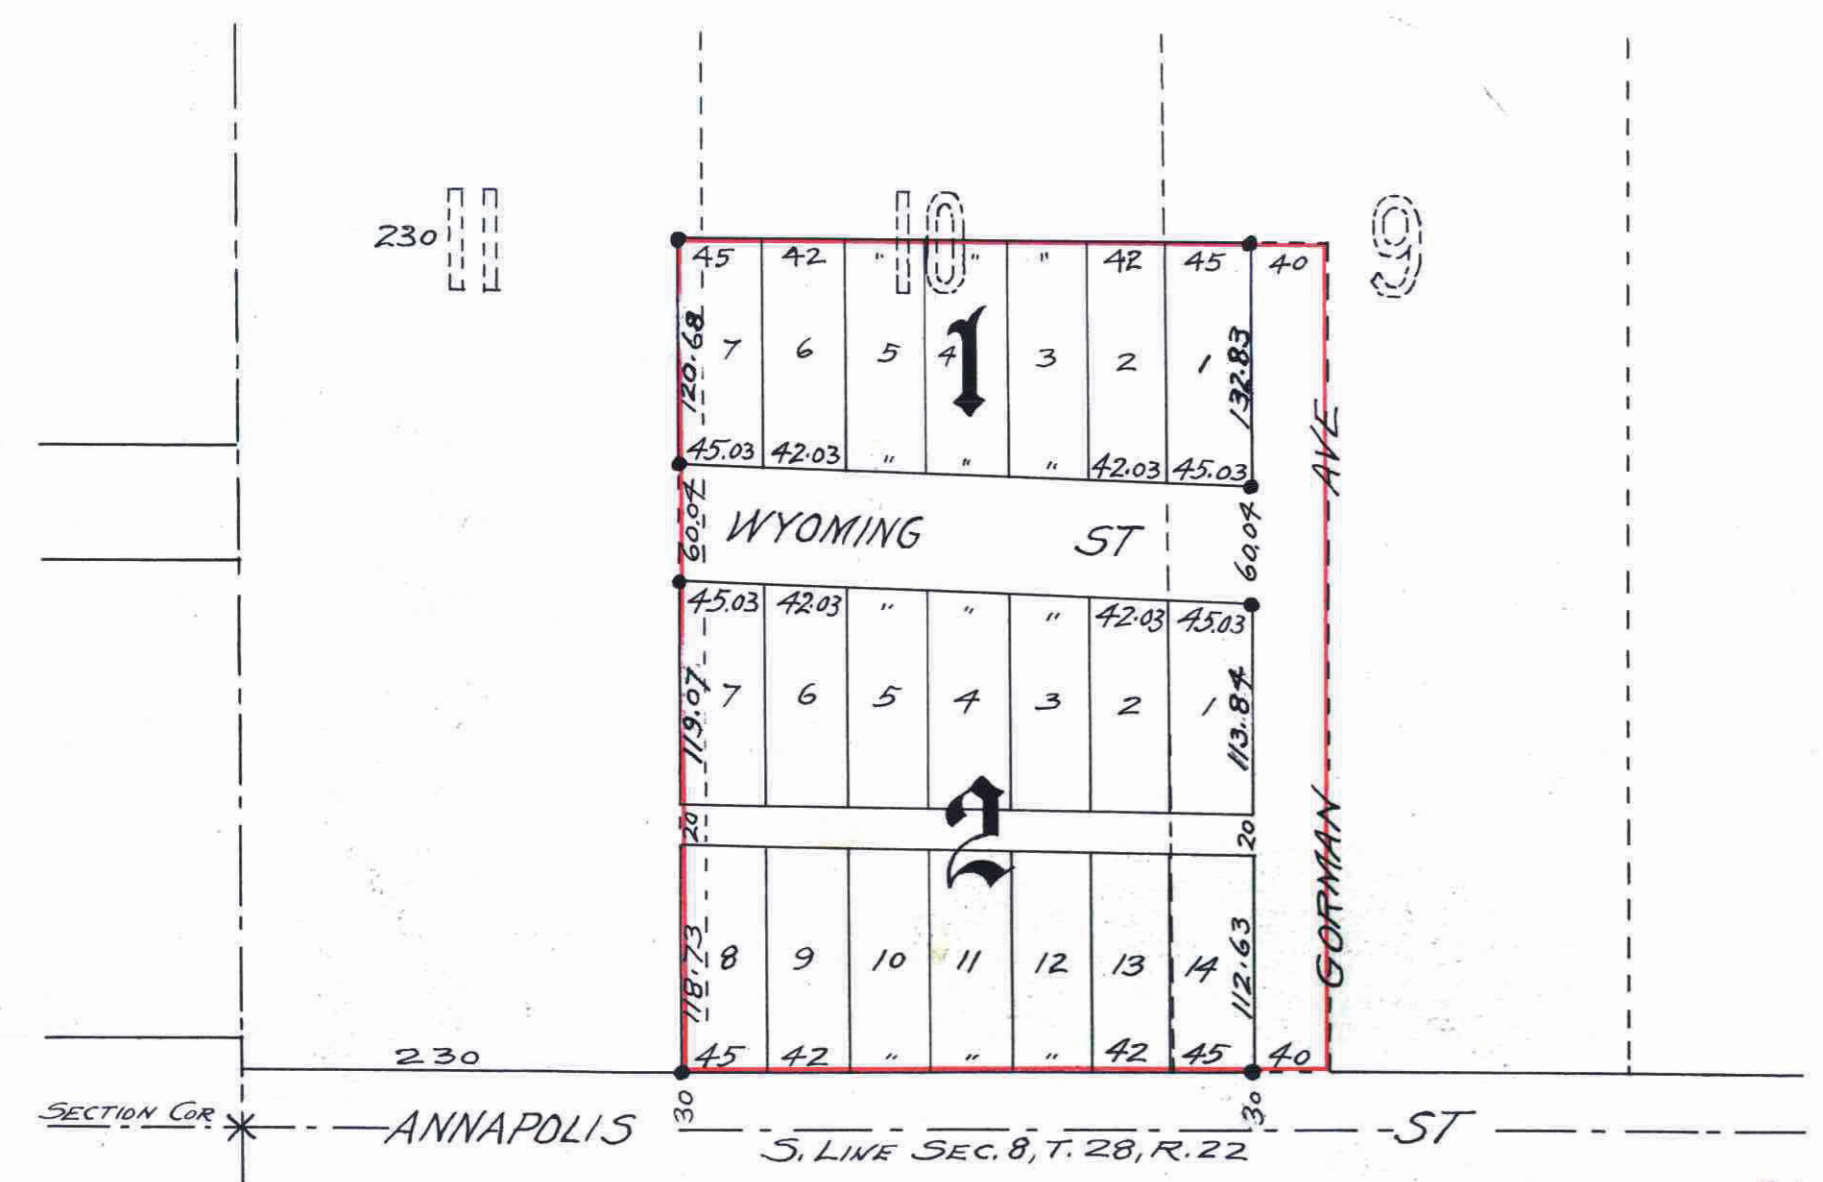 11 10 9
230
45 42 " " " 42 45 40
120.68 132.83
7 6 5 4 3 2 1
1
45.03 42.03 " " " 42.03 45.03
AVE
60.04 WYOMING ST 60.04
45.03 42.03 " " " 42.03 45.03
119.07 113.84
7 6 5 4 3 2 1
2
20 20
GORMAN
118.73 112.63
8 9 10 11 12 13 14
230 45 42 " " " 42 45 40
30 30
SECTION COR ANNAPOLIS ST
S. LINE SEC. 8, T. 28, R. 22